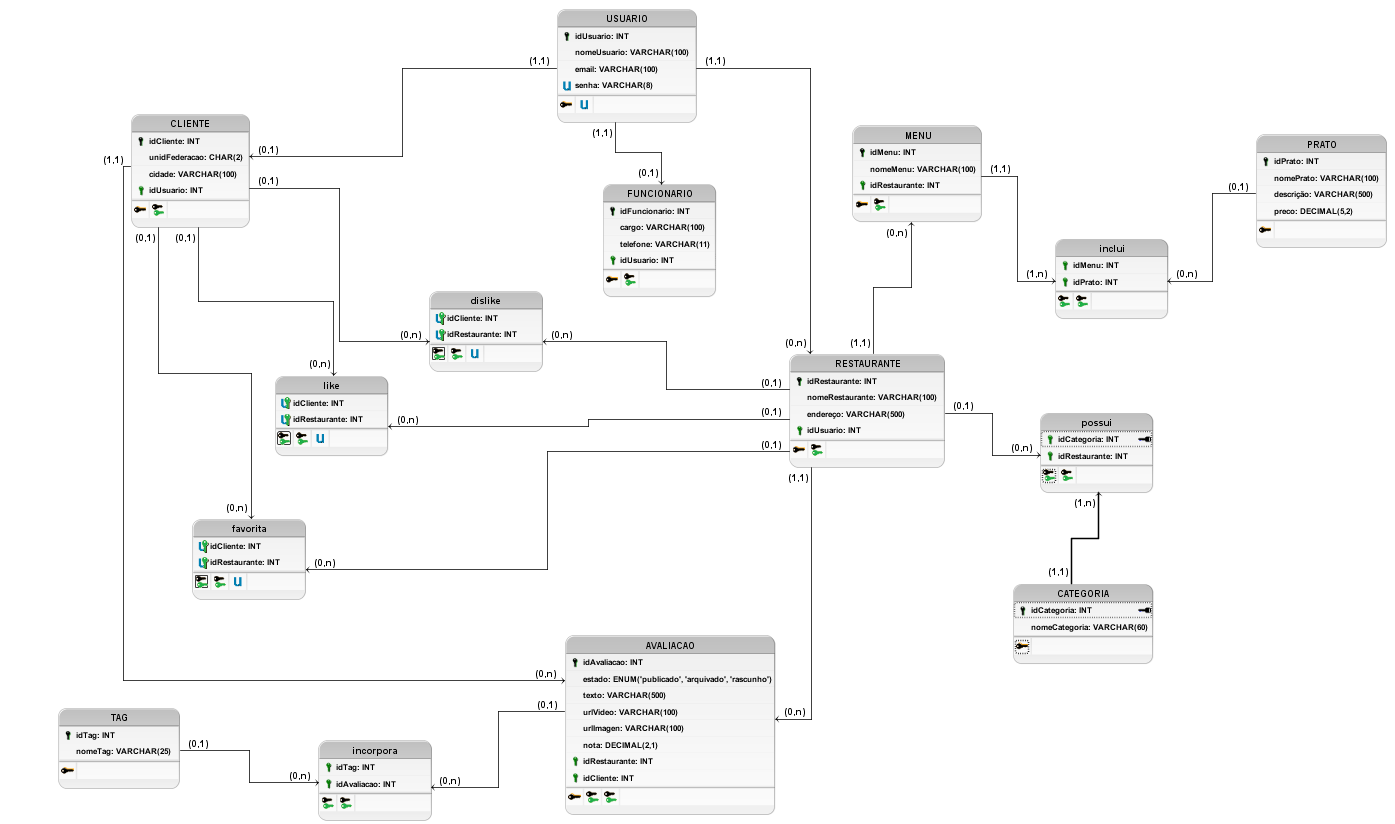 USUARIO
idUsuario: INT
nomeUsuario: VARCHAR(100)
email: VARCHAR(100)
senha: VARCHAR(8)
(1,1)
(1,1)
(1,1)
CLIENTE
idCliente: INT
unidFederacao: CHAR(2)
cidade: VARCHAR(100)
idUsuario: INT
(1,1)
(0,1)
(0,1)
(0,1)
(0,1)
(0,1)
FUNCIONARIO
idFuncionario: INT
cargo: VARCHAR(100)
telefone: VARCHAR(11)
idUsuario: INT
MENU
idMenu: INT
nomeMenu: VARCHAR(100)
idRestaurante: INT
(1,1)
(0,n)
PRATO
idPrato: INT
nomePrato: VARCHAR(100)
descrição: VARCHAR(500)
preco: DECIMAL(5,2)
(0,1)
inclui
idMenu: INT
idPrato: INT
(1,n)
(0,n)
dislike
idCliente: INT
idRestaurante: INT
(0,n)
(0,n)
(0,n)
(1,1)
RESTAURANTE
idRestaurante: INT
nomeRestaurante: VARCHAR(100)
endereço: VARCHAR(500)
idUsuario: INT
(0,1)
(0,1)
(0,1)
(0,1)
(1,1)
like
idCliente: INT
idRestaurante: INT
(0,n)
(0,n)
possui
idCategoria: INT
idRestaurante: INT
(0,n)
(1,n)
favorita
idCliente: INT
idRestaurante: INT
(0,n)
(0,n)
(1,1)
CATEGORIA
idCategoria: INT
nomeCategoria: VARCHAR(60)
AVALIACAO
idAvaliacao: INT
estado: ENUM('publicado', 'arquivado', 'rascunho')
texto: VARCHAR(500)
urlVideo: VARCHAR(100)
urlImagen: VARCHAR(100)
nota: DECIMAL(2,1)
idRestaurante: INT
idCliente: INT
(0,n)
(0,1)
(0,n)
TAG
idTag: INT
nomeTag: VARCHAR(25)
(0,1)
incorpora
idTag: INT
idAvaliacao: INT
(0,n)
(0,n)